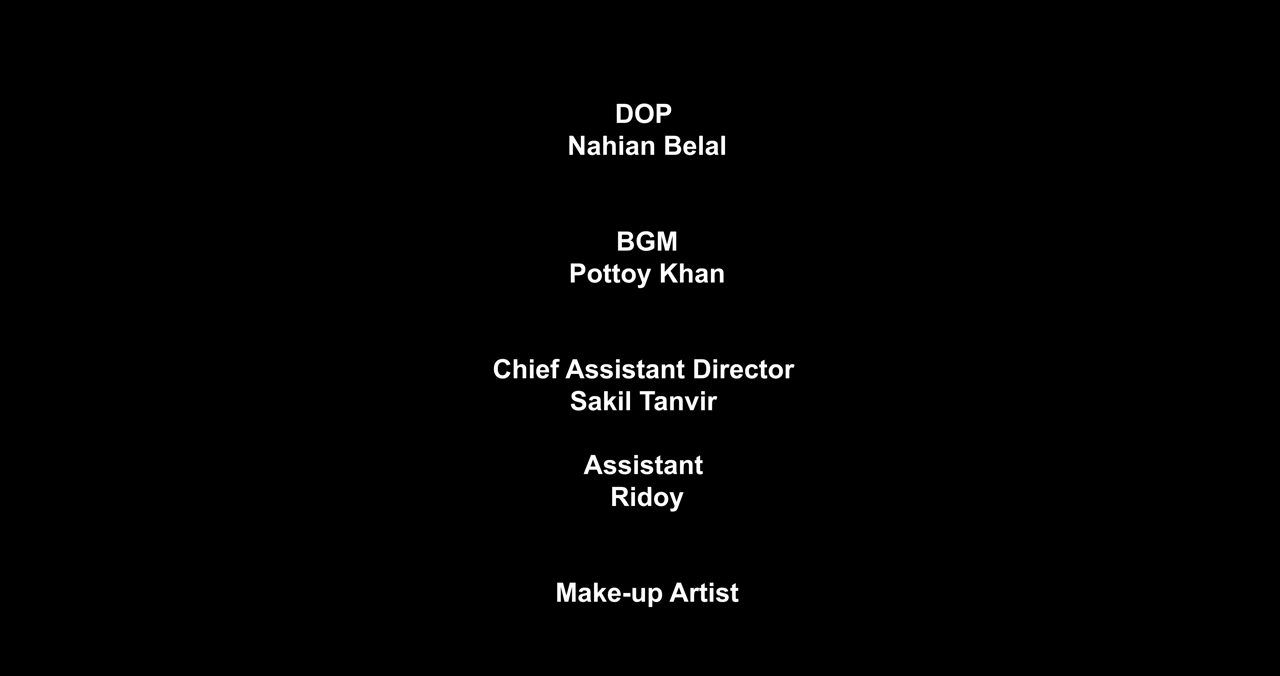 DOP
Nahian Belal
BGM
Pottoy Khan
Chief Assistant Director
Sakil Tanvir
Assistant
Ridoy
Make-up Artist